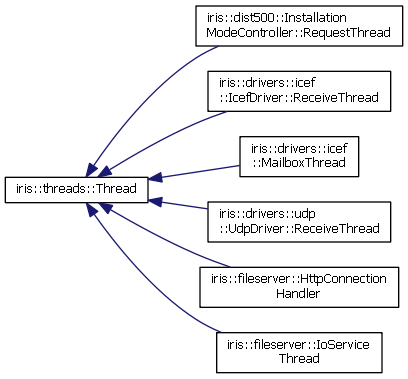 iris::dist500::Installation
ModeController::RequestThread
iris::drivers::icef
::IcefDriver::ReceiveThread
iris::drivers::icef
::MailboxThread
iris::threads::Thread
iris::drivers::udp
::UdpDriver::ReceiveThread
iris::fileserver::HttpConnection
Handler
iris::fileserver::IoService
Thread